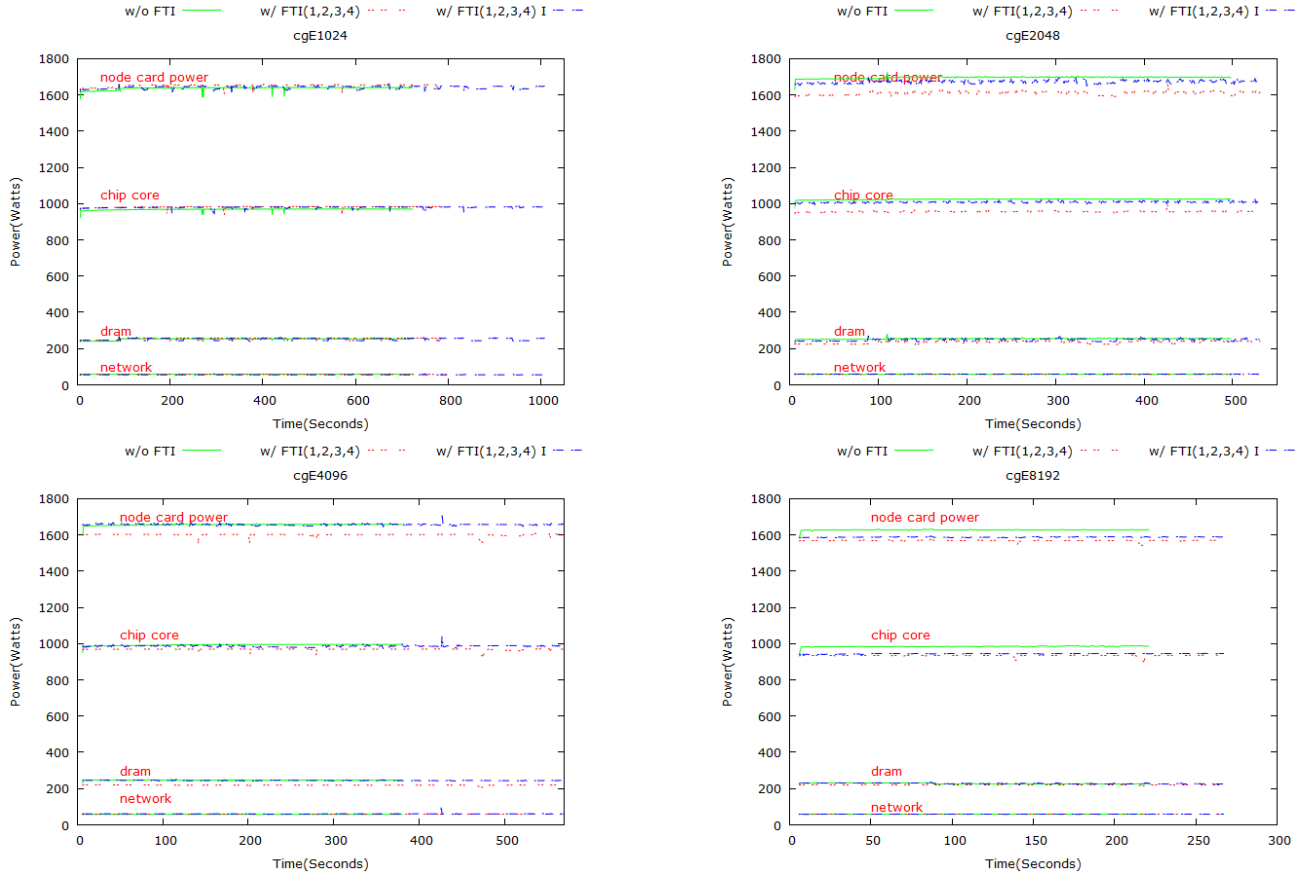 w/o FTI w/ FTI(1,2,3,4) w/ FTI(1,2,3,4) I
cgE1024
1800
1600
1400
1200
1000
800
600
400
200
0
Power(Watts)
node card power
chip core
dram
network
0 200 400 600 800 1000
Time(Seconds)
w/o FTI w/ FTI(1,2,3,4) w/ FTI(1,2,3,4) I
cgE2048
1800
1600
1400
1200
1000
800
600
400
200
0
Power(Watts)
node card power
chip core
dram
network
0 100 200 300 400 500
Time(Seconds)
w/o FTI w/ FTI(1,2,3,4) w/ FTI(1,2,3,4) I
cgE4096
1800
1600
1400
1200
1000
800
600
400
200
0
Power(Watts)
node card power
chip core
dram
network
0 100 200 300 400 500
Time(Seconds)
w/o FTI w/ FTI(1,2,3,4) w/ FTI(1,2,3,4) I
cgE8192
1800
1600
1400
1200
1000
800
600
400
200
0
Power(Watts)
node card power
chip core
dram
network
0 50 100 150 200 250 300
Time(Seconds)